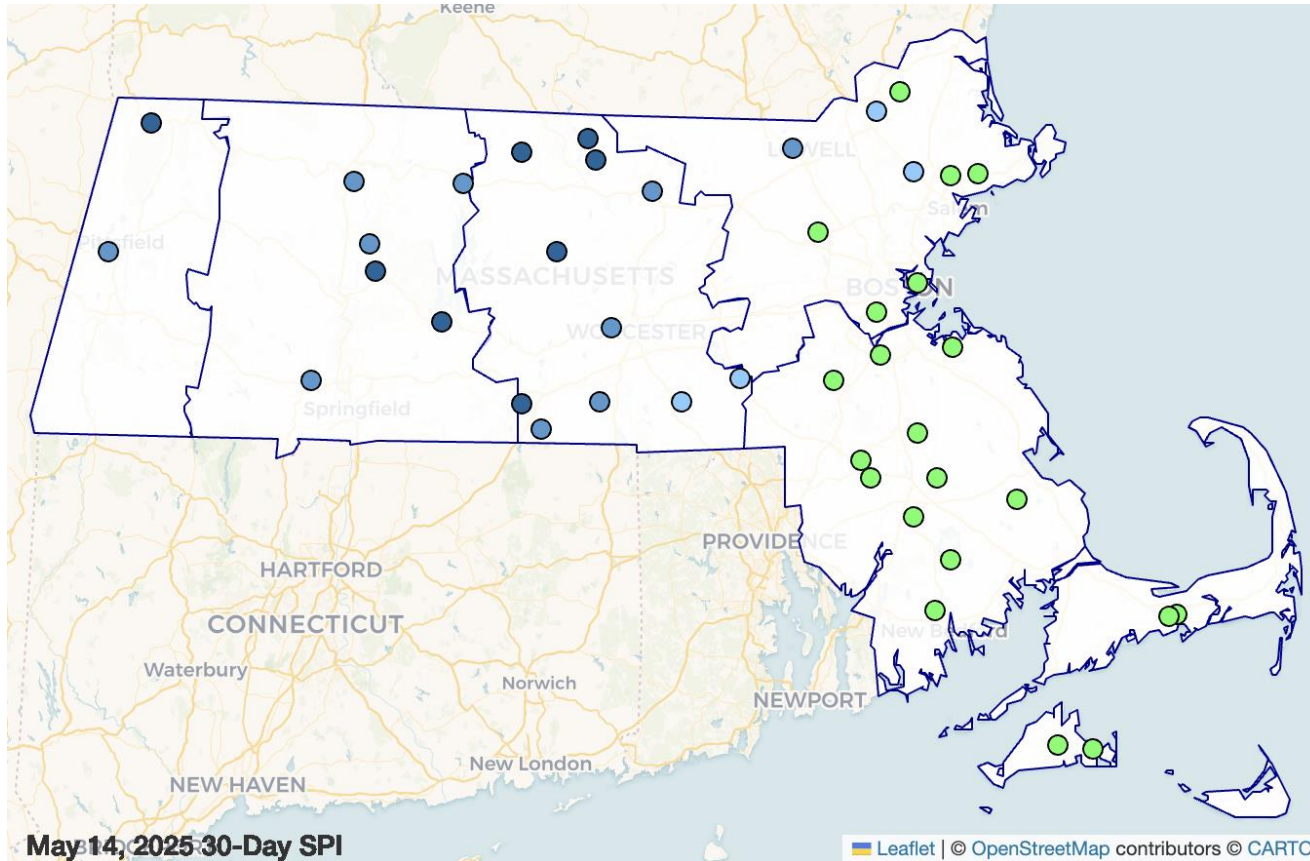 Keene
LOWELL
Salem
Pittsfield
MASSACHUSETTS
BOSTON
WORCESTER
Springfield
PROVIDENCE
HARTFORD
CONNECTICUT
New Bedford
Waterbury
Norwich
NEWPORT
New London
NEW HAVEN
May 14, 2025 30-Day SPI
Leaflet | © OpenStreetMap contributors © CARTO